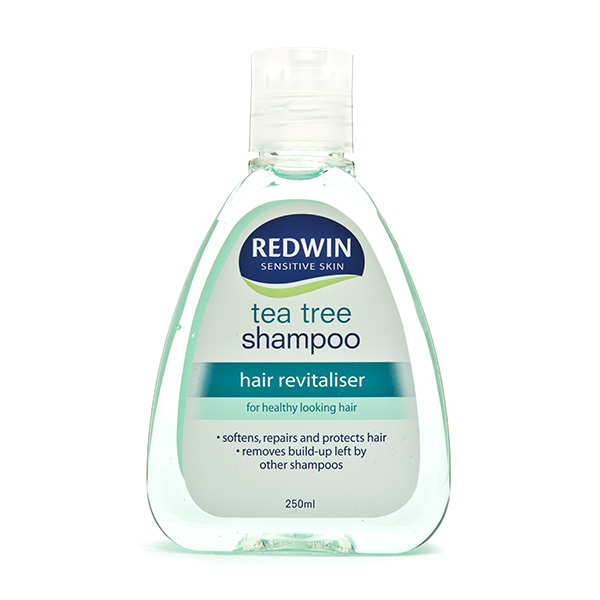 REDWIN
SENSITIVE SKIN
tea tree
shampoo
hair revitaliser
for healthy looking hair
• softens, repairs and protects hair
• removes build-up left by
other shampoos
250ml